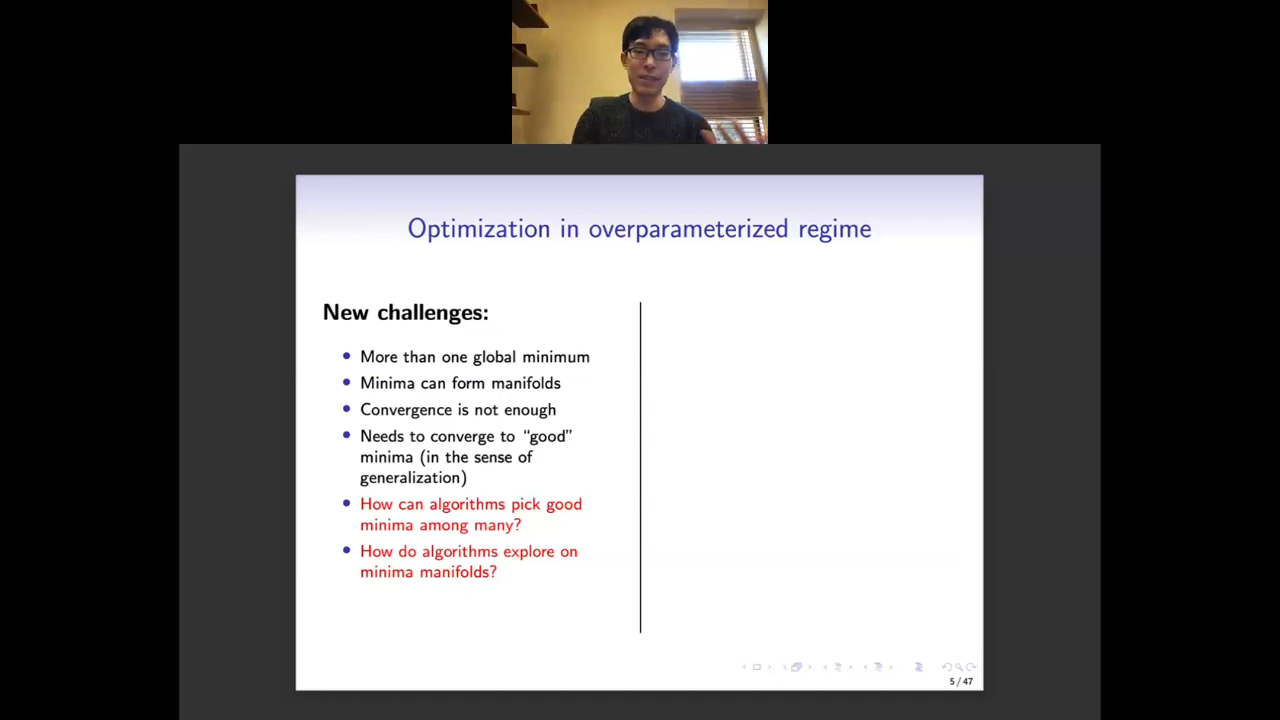 Optimization in overparameterized regime
New challenges:
More than one global minimum
Minima can form manifolds
Convergence is not enough
Needs to converge to “good”
minima (in the sense of
generalization)
How can algorithms pick good
minima among many?
How do algorithms explore on
minima manifolds?
5 / 47